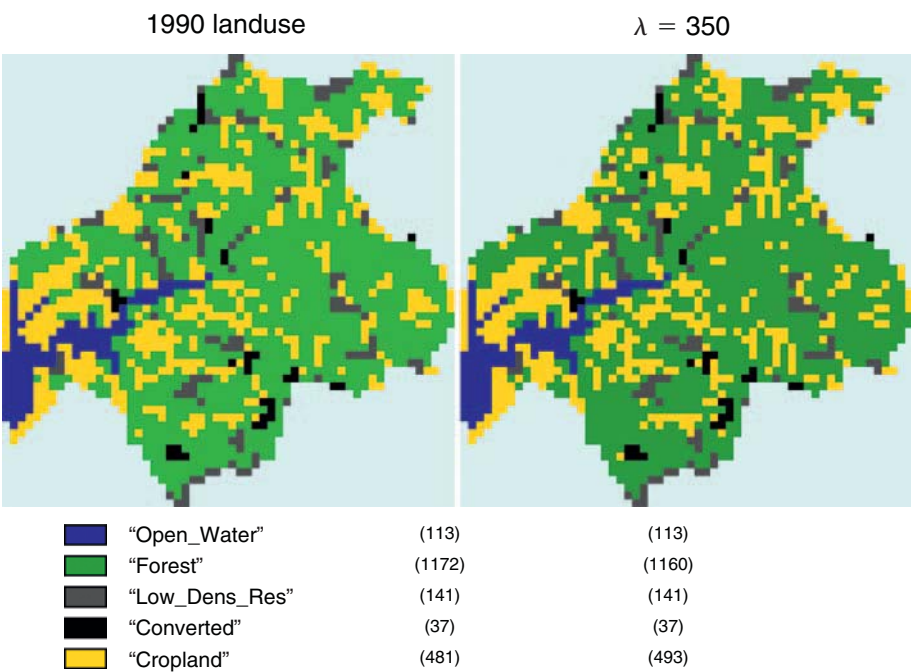 1990 landuse
λ = 350
“Open_Water” (113) (113)
“Forest” (1172) (1160)
“Low_Dens_Res” (141) (141)
“Converted” (37) (37)
“Cropland” (481) (493)